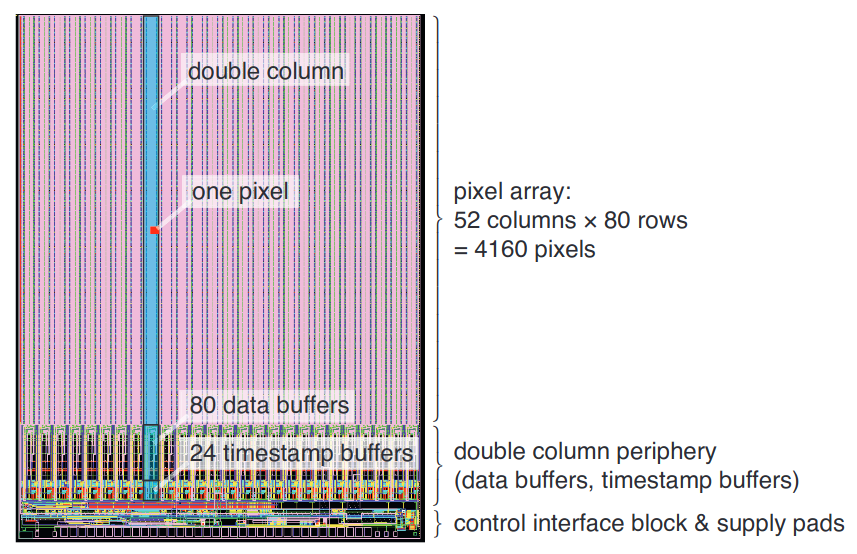 double column
one pixel
pixel array:
52 columns × 80 rows
= 4160 pixels
80 data buffers
24 timestamp buffers
double column periphery
(data buffers, timestamp buffers)
control interface block & supply pads